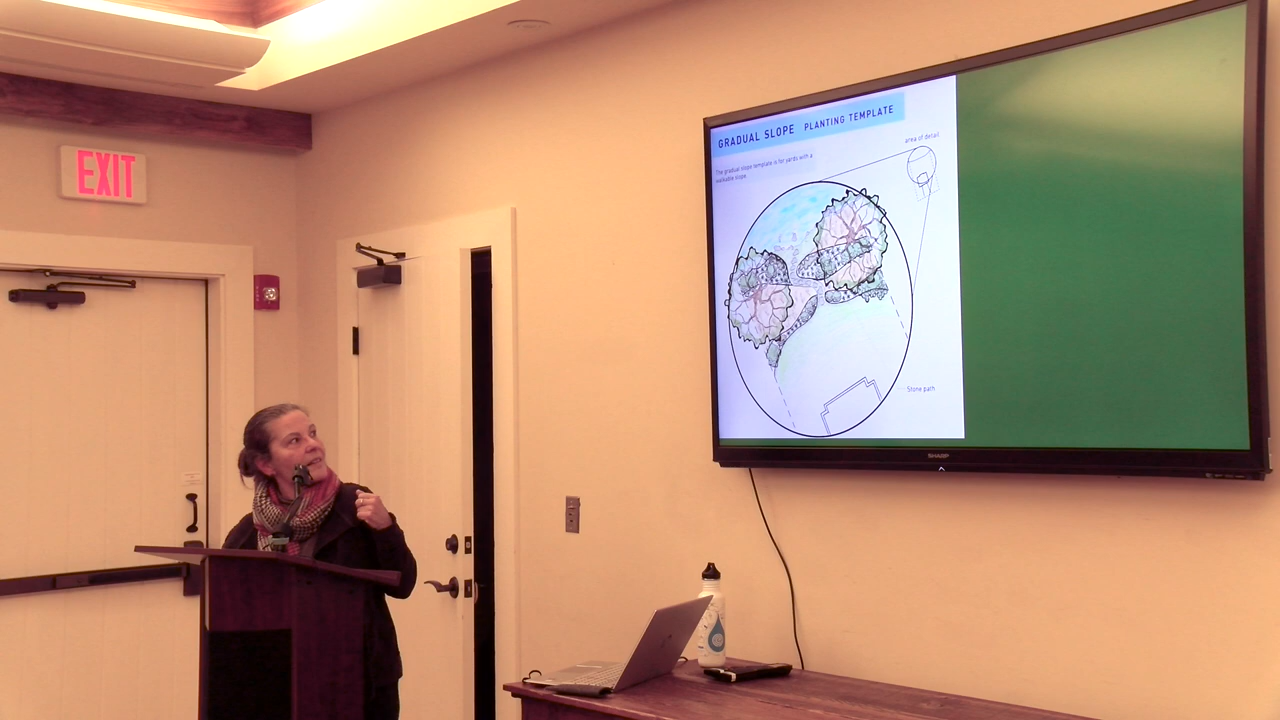 EXIT
GRADUAL SLOPE PLANTING TEMPLATE
area of detail
The gradual slope template is for yards with a
walkable slope.
Stone path
SHARP